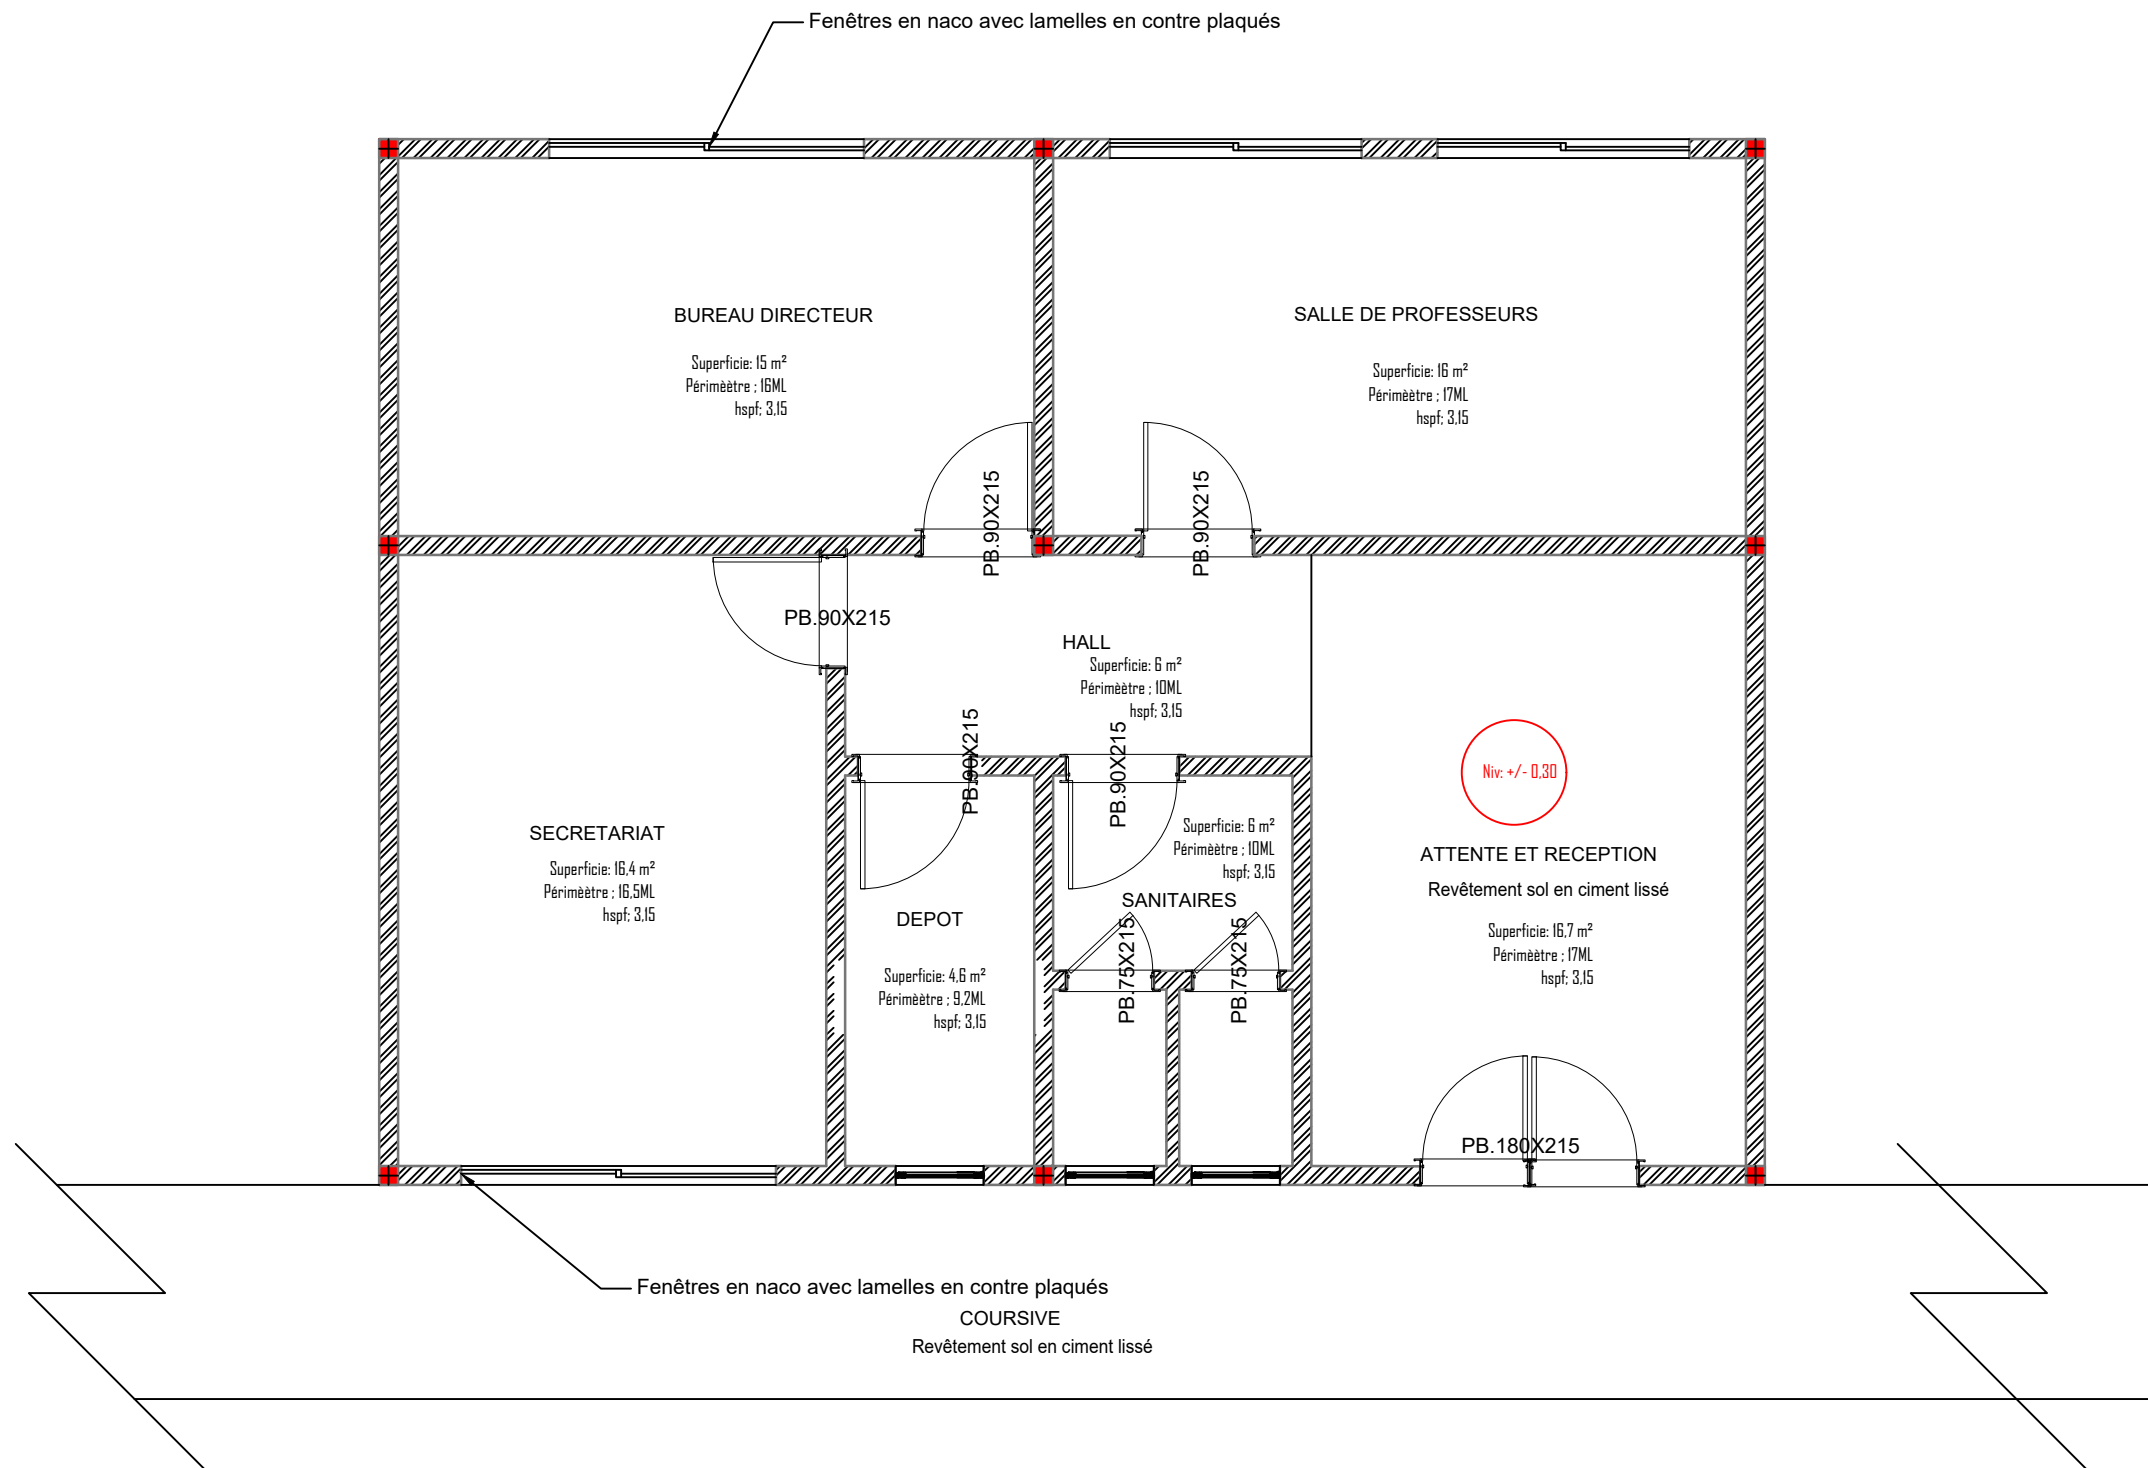 Fenêtres en naco avec lamelles en contre plaqués
BUREAU DIRECTEUR
Superficie: 15 m²
Périmèètre ; 16ML
hspf; 3,15
SALLE DE PROFESSEURS
Superficie: 16 m²
Périmèètre ; 17ML
hspf; 3,15
PB.90X215
PB.90X215
PB.90X215
HALL
Superficie: 6 m²
Périmèètre ; 10ML
hspf; 3,15
PB.90X215
PB.90X215
Niv: +/- 0,30
SECRETARIAT
Superficie: 16,4 m²
Périmèètre ; 16,5ML
hspf; 3,15
Superficie: 6 m²
Périmèètre ; 10ML
hspf; 3,15
SANITAIRES
ATTENTE ET RECEPTION
Revêtement sol en ciment lissé
Superficie: 16,7 m²
Périmèètre ; 17ML
hspf; 3,15
DEPOT
Superficie: 4,6 m²
Périmèètre ; 9,2ML
hspf; 3,15
PB.75X215
PB.75X215
PB.180X215
Fenêtres en naco avec lamelles en contre plaqués
COURSIVE
Revêtement sol en ciment lissé